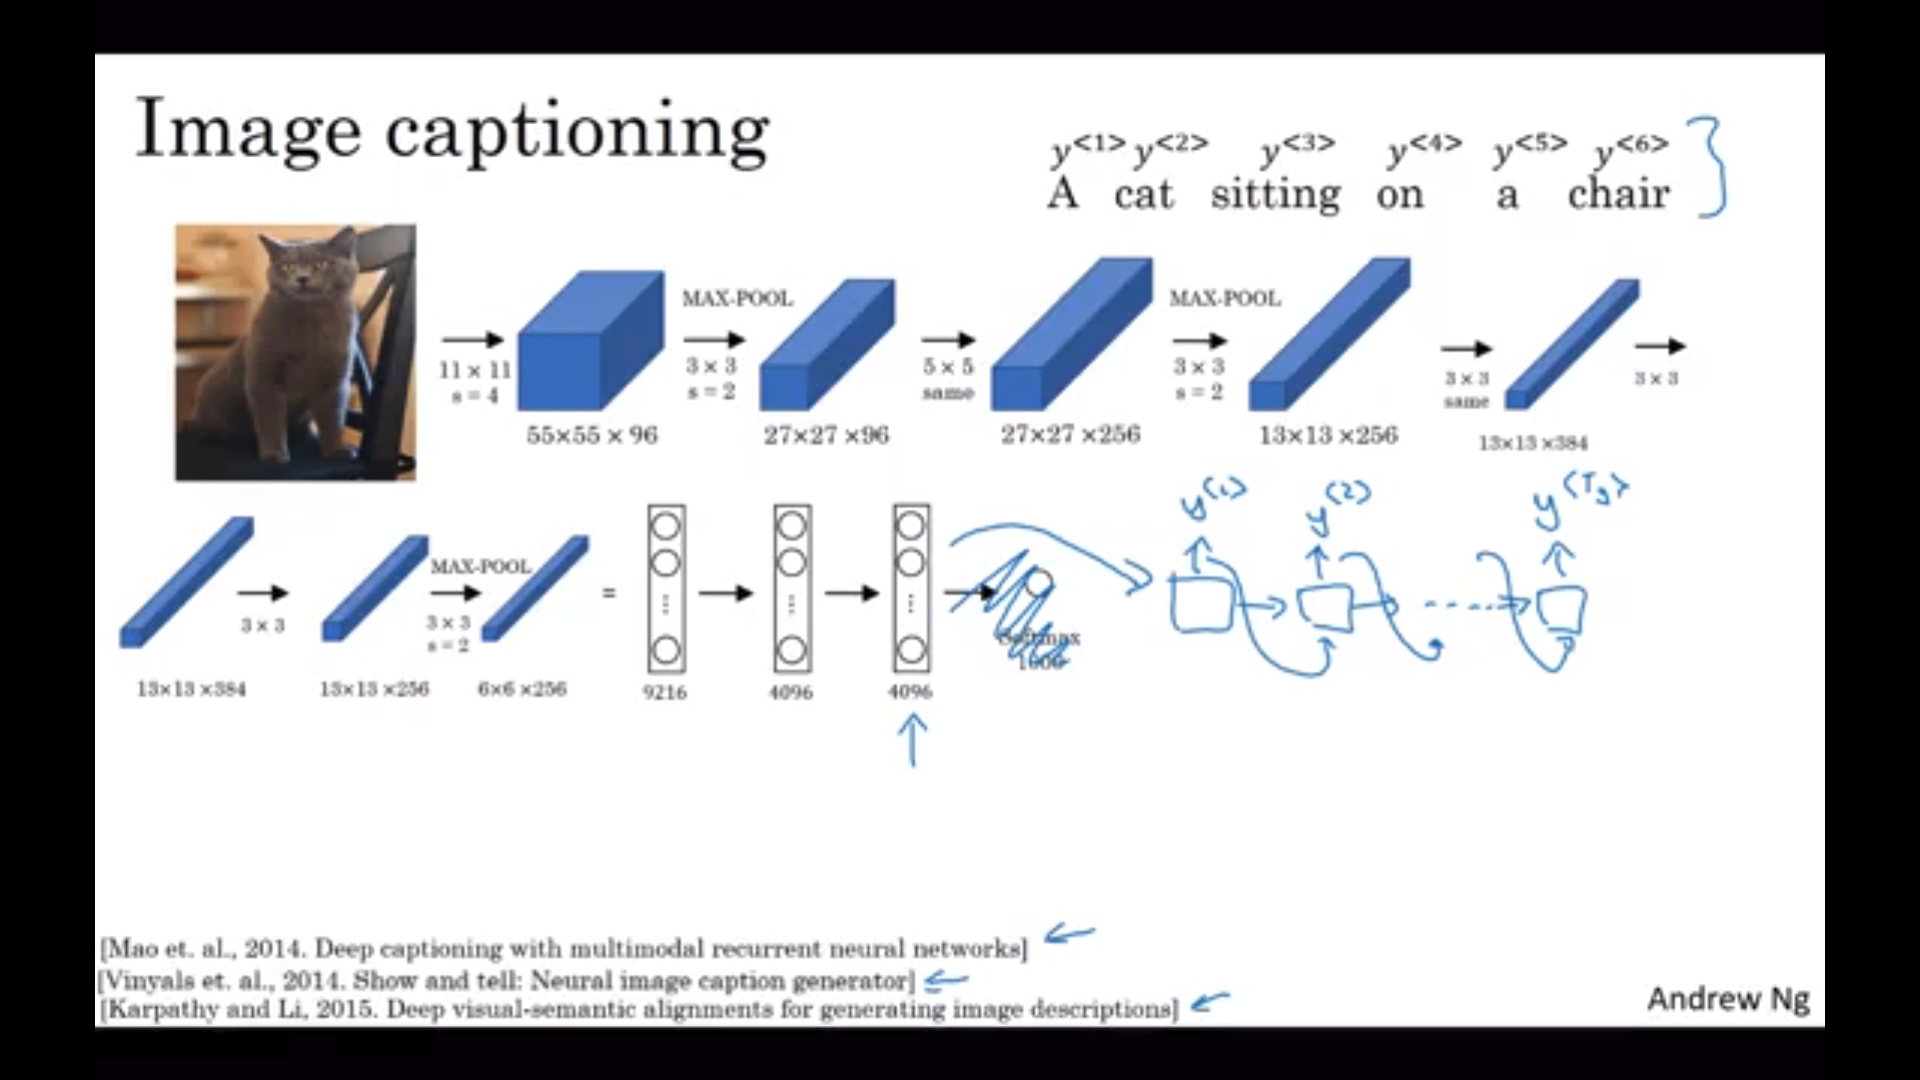 Image captioning
y<1> y<2> y<3> y<4> y<5> y<6>
A cat sitting on a chair
MAX-POOL
MAX-POOL
11 × 11
s = 4
3 × 3
s = 2
5 × 5
same
3 × 3
s = 2
3 × 3
same
3 × 3
55×55 × 96
27×27 ×96
27×27 ×256
13×13 ×256
13×13 ×384
y<1>
y<2>
y<Ty>
MAX-POOL
=
3 × 3
3 × 3
s = 2
Softmax
1000
13×13 ×384
13×13 ×256
6×6 ×256
9216
4096
4096
[Mao et. al., 2014. Deep captioning with multimodal recurrent neural networks]
[Vinyals et. al., 2014. Show and tell: Neural image caption generator]
[Karpathy and Li, 2015. Deep visual-semantic alignments for generating image descriptions]
Andrew Ng